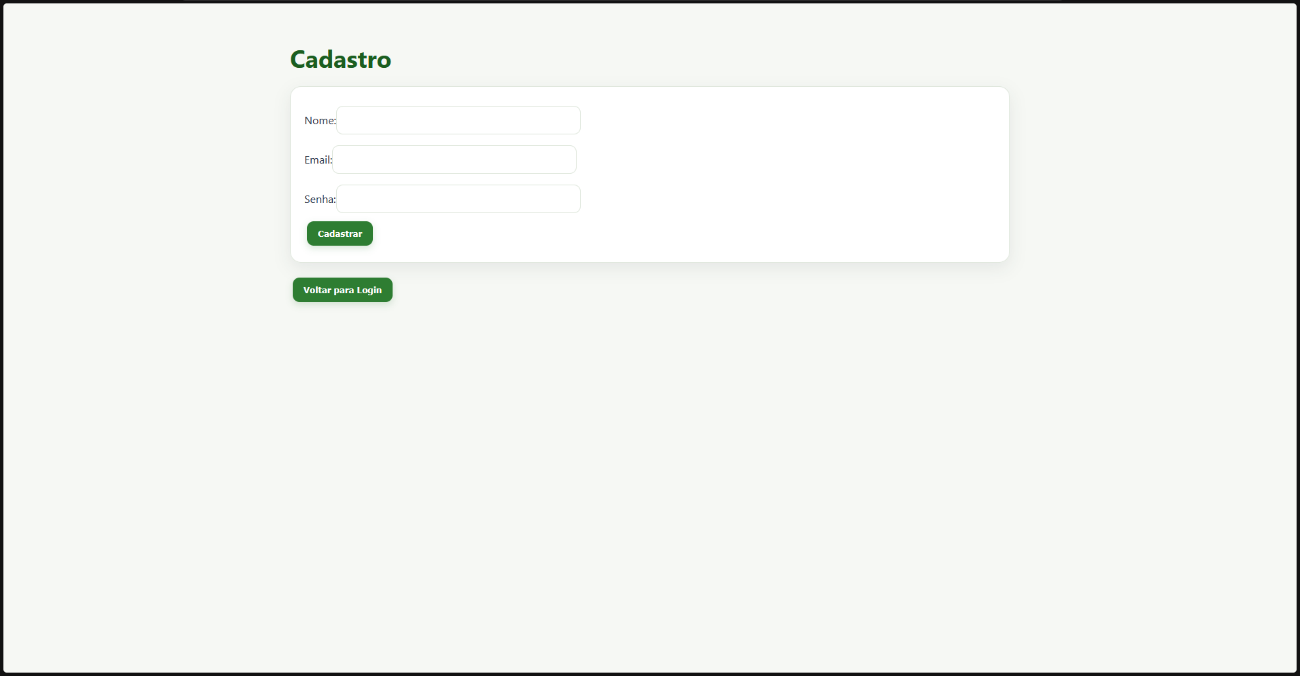 Cadastro
Nome:
Email:
Senha:
Cadastrar
Voltar para Login